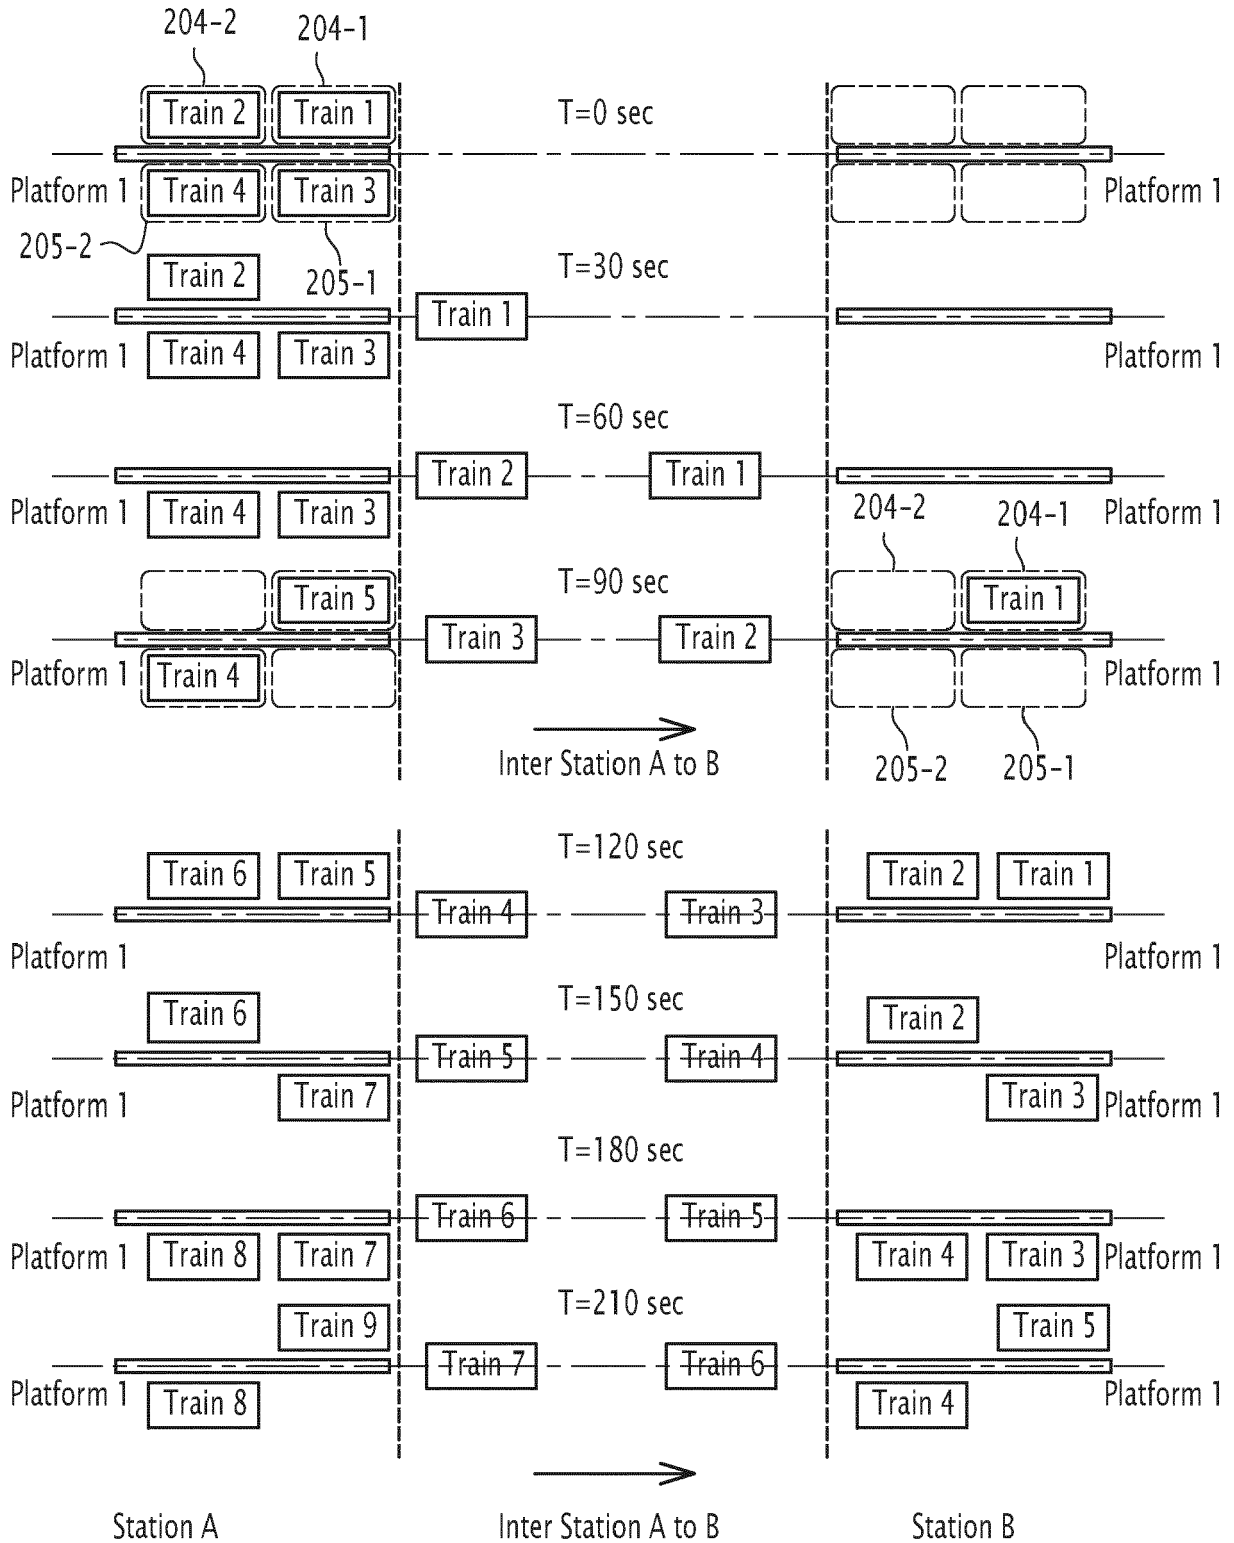 204-2 204-1
Train 2 Train 1 T=0 sec
Platform 1 Train 4 Train 3 Platform 1
205-2 205-1
Train 2 T=30 sec
Train 1
Platform 1 Train 4 Train 3 Platform 1
T=60 sec
Train 2 Train 1
Platform 1 Train 4 Train 3 Platform 1
204-2 204-1
Train 5 T=90 sec Train 1
Train 3 Train 2
Platform 1 Train 4 Platform 1
Inter Station A to B
205-2 205-1
T=120 sec
Train 6 Train 5 Train 2 Train 1
Train 4 Train 3
Platform 1 Platform 1
T=150 sec
Train 6 Train 2
Train 5 Train 4
Platform 1 Train 7 Train 3 Platform 1
T=180 sec
Train 6 Train 5
Platform 1 Train 8 Train 7 Train 4 Train 3 Platform 1
T=210 sec
Train 9 Train 5
Train 7 Train 6
Platform 1 Train 8 Train 4 Platform 1
Station A Inter Station A to B Station B